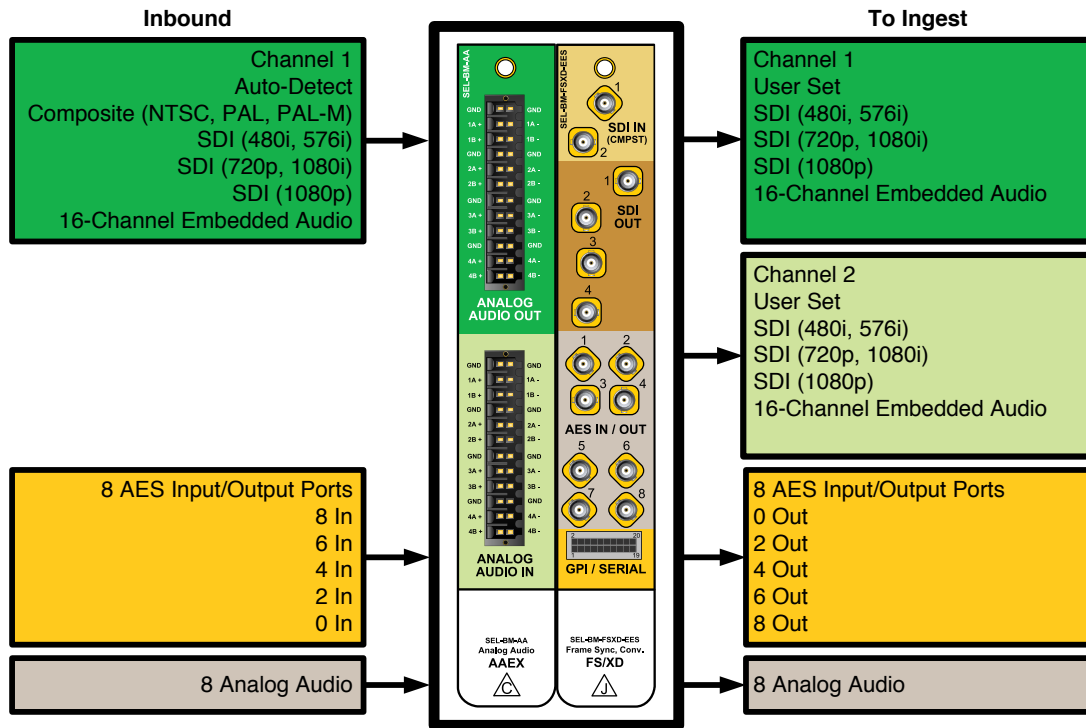 Inbound
To Ingest
Channel 1
Auto-Detect
Composite (NTSC, PAL, PAL-M)
SDI (480i, 576i)
SDI (720p, 1080i)
SDI (1080p)
16-Channel Embedded Audio
8 AES Input/Output Ports
8 In
6 In
4 In
2 In
0 In
8 Analog Audio
SEL-BM-AA
GND GND
1A + 1A -
1B + 1B -
GND GND
2A + 2A -
2B + 2B -
GND GND
3A + 3A -
3B + 3B -
GND GND
4A + 4A -
4B + 4B -
ANALOG
AUDIO OUT
GND GND
1A + 1A -
1B + 1B -
GND GND
2A + 2A -
2B + 2B -
GND GND
3A + 3A -
3B + 3B -
GND GND
4A + 4A -
4B + 4B -
ANALOG
AUDIO IN
SEL-BM-AA
Analog Audio
AAEX
C
SEL-BM-FSXD-EES
1
SDI IN
(CMPST)
2
1
2
SDI
OUT
3
4
1 2
3 4
AES IN / OUT
5 6
7 8
2 20
1 19
GPI / SERIAL
SEL-BM-FSXD-EES
Frame Sync, Conv.
FS/XD
J
Channel 1
User Set
SDI (480i, 576i)
SDI (720p, 1080i)
SDI (1080p)
16-Channel Embedded Audio
Channel 2
User Set
SDI (480i, 576i)
SDI (720p, 1080i)
SDI (1080p)
16-Channel Embedded Audio
8 AES Input/Output Ports
0 Out
2 Out
4 Out
6 Out
8 Out
8 Analog Audio